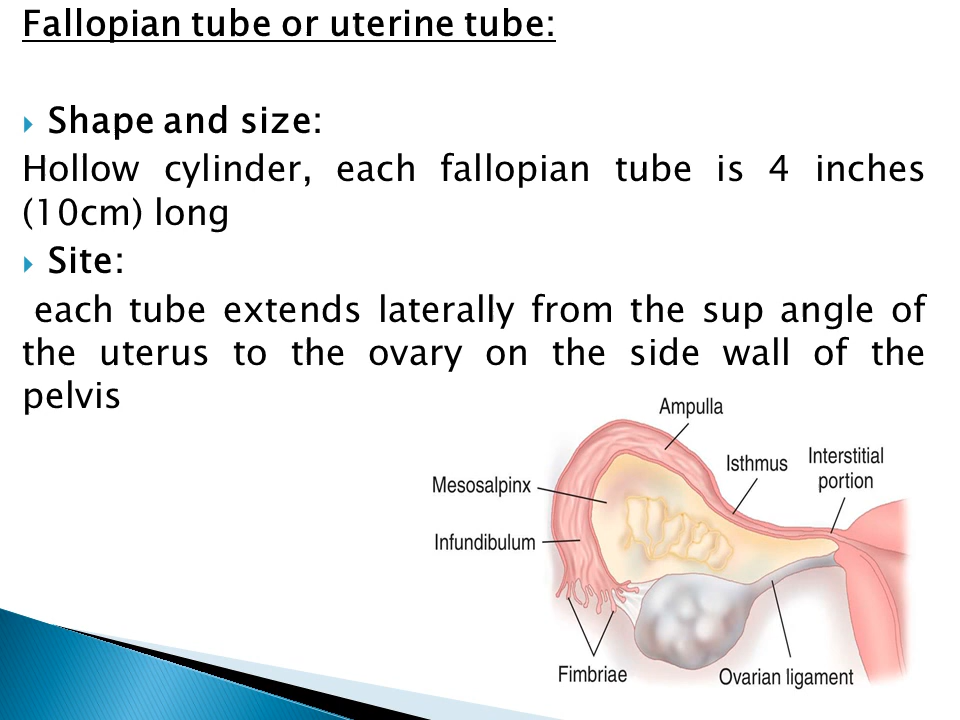 Fallopian tube or uterine tube:
Shape and size:
Hollow cylinder, each fallopian tube is 4 inches
(10cm) long
Site:
each tube extends laterally from the sup angle of
the uterus to the ovary on the side wall of the
pelvis
Ampulla
Isthmus
Interstitial
portion
Mesosalpinx
Infundibulum
Fimbriae
Ovarian ligament